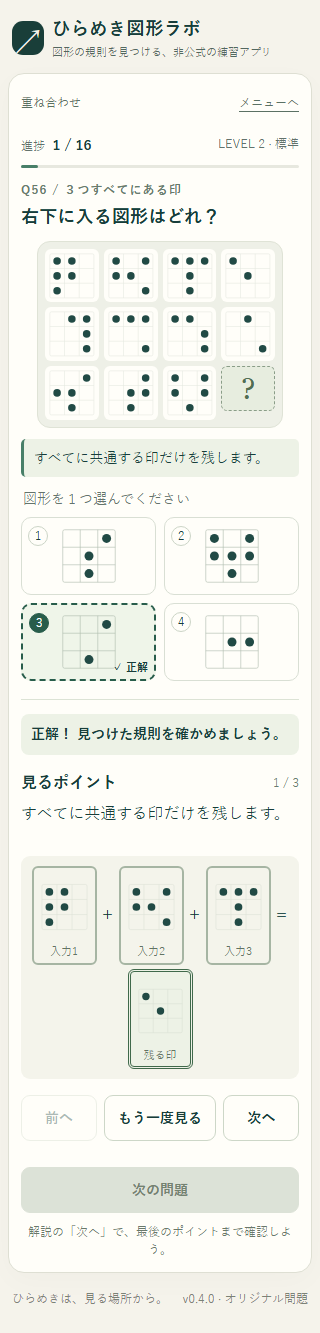 ひらめき図形ラボ
図形の規則を見つける、非公式の練習アプリ
重ね合わせ
メニューへ
進捗 1 / 16
LEVEL 2 · 標準
Q56 / 3つすべてにある印
右下に入る図形はどれ？
?
すべてに共通する印だけを残します。
図形を1つ選んでください
1
2
3
✓ 正解
4
正解！ 見つけた規則を確かめましょう。
見るポイント
1 / 3
すべてに共通する印だけを残します。
入力1
+
入力2
+
入力3
=
残る印
前へ
もう一度見る
次へ
次の問題
解説の「次へ」で、最後のポイントまで確認しよ
う。
ひらめきは、見る場所から。
v0.4.0 · オリジナル問題